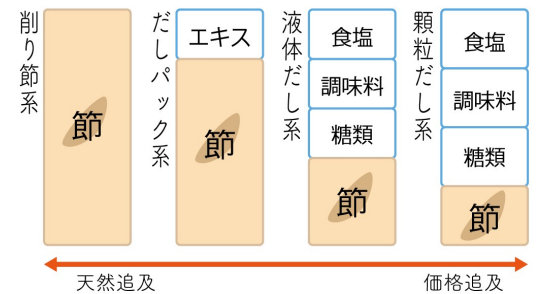 削り節系
節
だしパック系
エキス
節
液体だし系
食塩
調味料
糖類
節
顆粒だし系
食塩
調味料
糖類
節
天然追及
価格追及